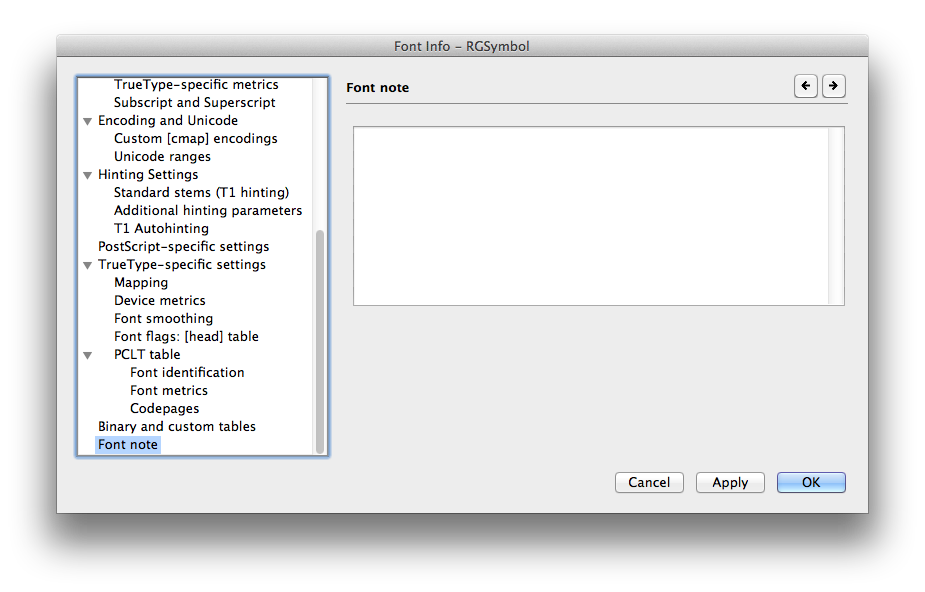 Font Info – RGSymbol
TrueType-specific metrics
Subscript and Superscript
Encoding and Unicode
Custom [cmap] encodings
Unicode ranges
Hinting Settings
Standard stems (T1 hinting)
Additional hinting parameters
T1 Autohinting
PostScript-specific settings
TrueType-specific settings
Mapping
Device metrics
Font smoothing
Font flags: [head] table
PCLT table
Font identification
Font metrics
Codepages
Binary and custom tables
Font note
Font note
Cancel
Apply
OK